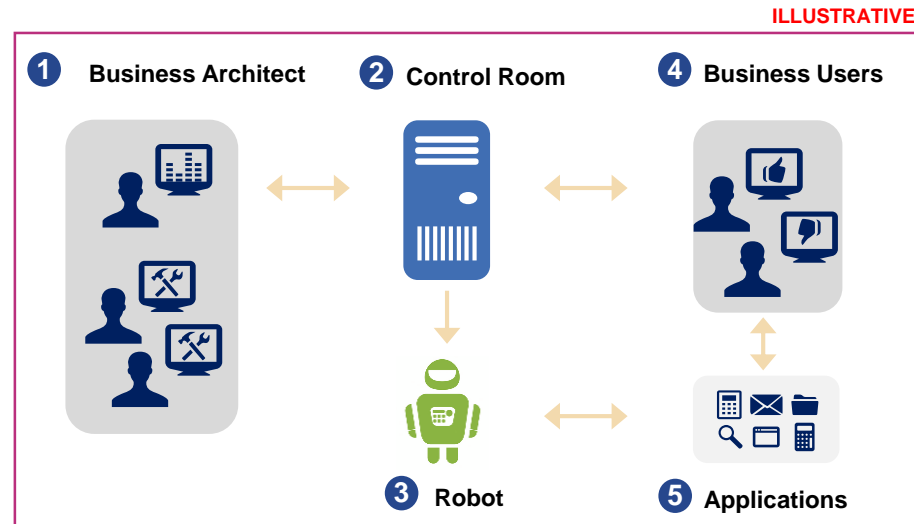 ILLUSTRATIVE
1 Business Architect
2 Control Room
4 Business Users
3 Robot
5 Applications